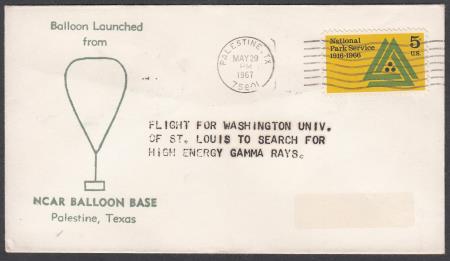 Balloon Launched
from
NCAR BALLOON BASE
Palestine, Texas
PALESTINE, TX
MAY 29
PM
1967
75801
National
Park Service
1916-1966
5
US
FLIGHT FOR WASHINGTON UNIV.
OF ST. LOUIS TO SEARCH FOR
HIGH ENERGY GAMMA RAYS.